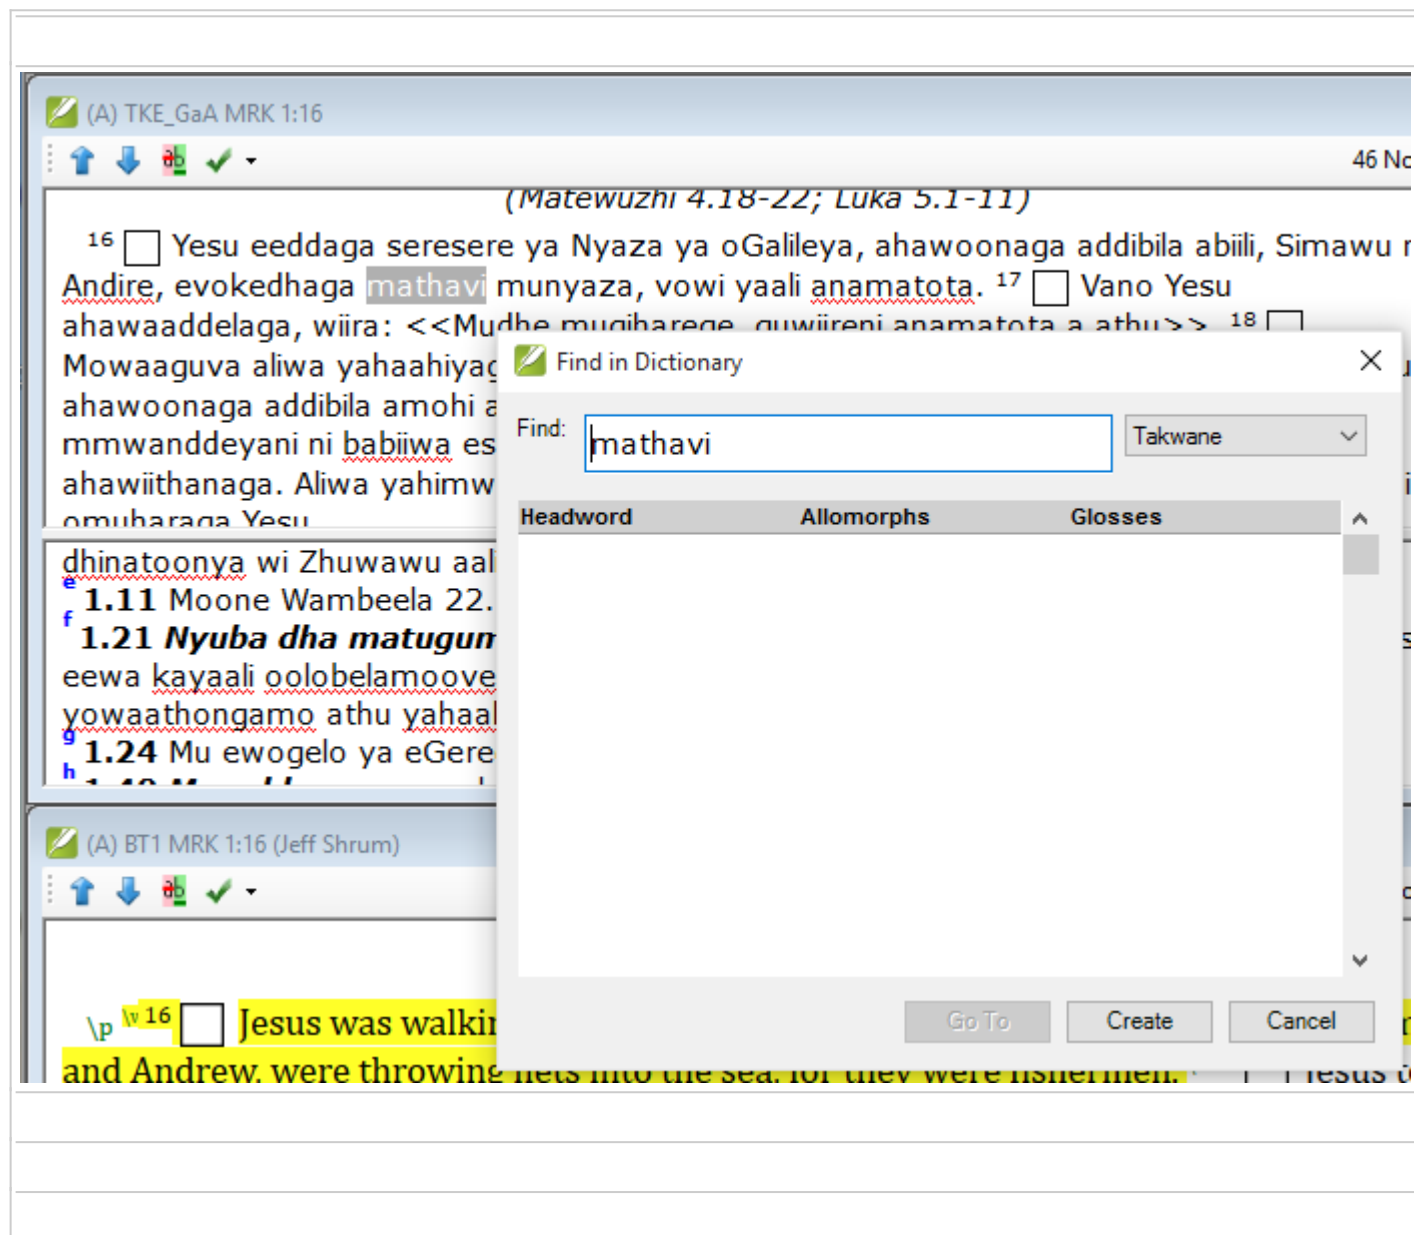 (A) TKE_GaA MRK 1:16
46 No
(Matewuzhi 4.18-22; Luka 5.1-11)
16 Yesu eeddaga seresere ya Nyaza ya oGalileya, ahawoonaga addibila abiili, Simawu
Andire, evokedhaga mathavi munyaza, vowi yaali anamatota. 17 Vano Yesu
ahawaaddelaga, wiira: <<Mudhe mugiharege, guwiireni anamatota a athu>>. 18
Mowaaguva aliwa yahaahiyag
ahawoonaga addibila amohi a
mmwanddeyani ni babiiwa es
ahawiithanaga. Aliwa yahimw
omuharaga Yesu
dhinatoonya wi Zhuwawu aal
e 1.11 Moone Wambeela 22.
f 1.21 Nyuba dha matugum
eewa kayaali oolobelamoove
yowaathongamo athu yahaal
g 1.24 Mu ewogelo ya eGere
h
Find in Dictionary
Find: mathavi Takwane
Headword Allomorphs Glosses
Go To Create Cancel
(A) BT1 MRK 1:16 (Jeff Shrum)
\p \v 16 Jesus was walkin
and Andrew, were throwing nets into the sea, for they were fishermen. Jesus